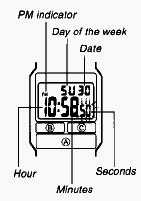 PM indicator
Day of the week
Date
SU 30
PM
10:58 50
B C
A
Hour
Seconds
Minutes